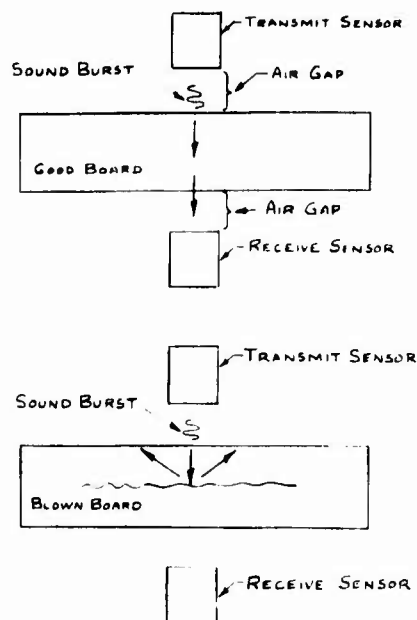 TRANSMIT SENSOR
SOUND BURST
AIR GAP
GOOD BOARD
AIR GAP
RECEIVE SENSOR
TRANSMIT SENSOR
SOUND BURST
BLOWN BOARD
RECEIVE SENSOR